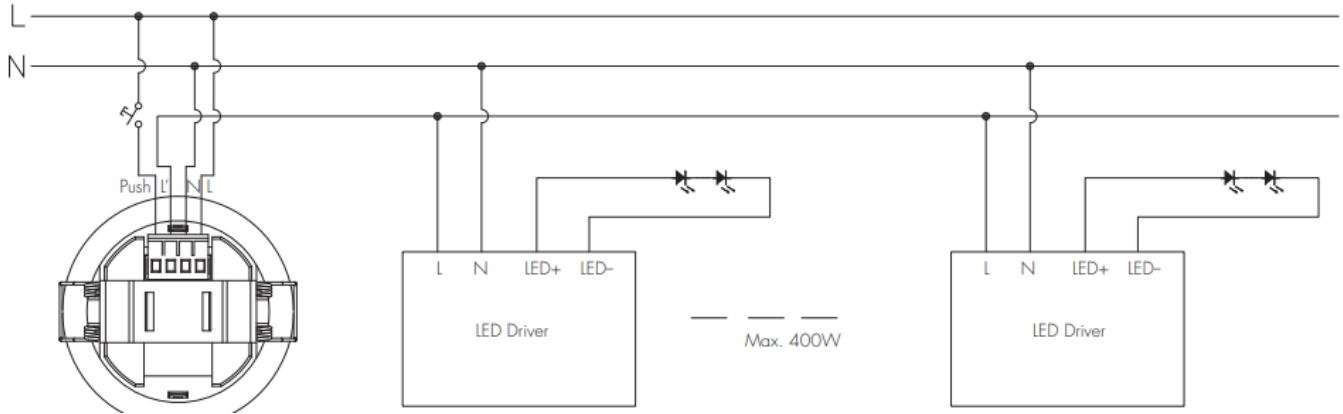 L
N
Push L' N L
L N LED+ LED–
LED Driver
Max. 400W
L N LED+ LED–
LED Driver